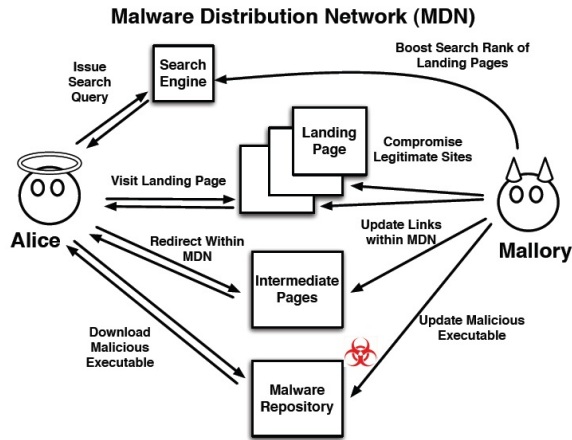 Malware Distribution Network (MDN)
Boost Search Rank of
Landing Pages
Issue
Search
Query
Search
Engine
Landing
Page
Compromise
Legitimate Sites
Visit Landing Page
Alice
Mallory
Update Links
within MDN
Redirect Within
MDN
Intermediate
Pages
Update Malicious
Executable
Download
Malicious
Executable
Malware
Repository